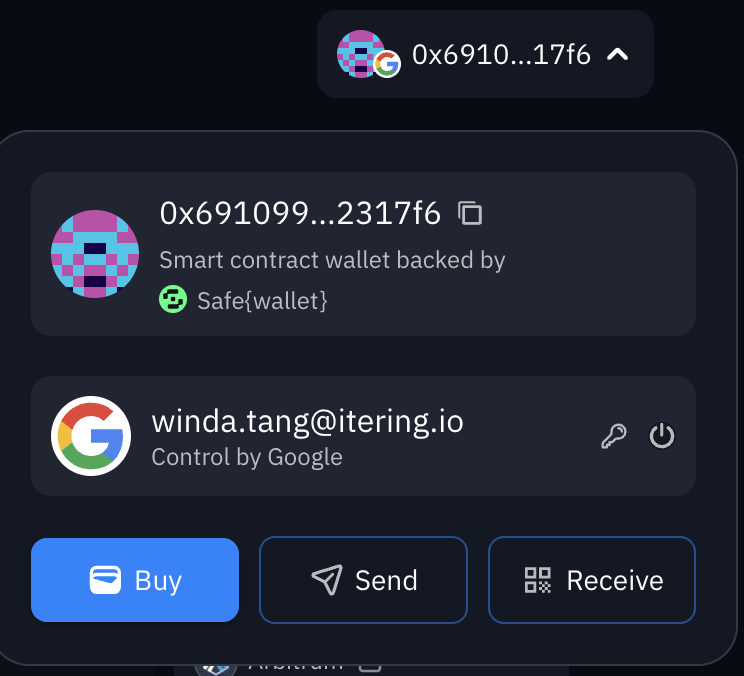 0x6910...17f6
0x691099...2317f6
Smart contract wallet backed by
Safe{wallet}
winda.tang@itering.io
Control by Google
Buy
Send
Receive
Arbitrum